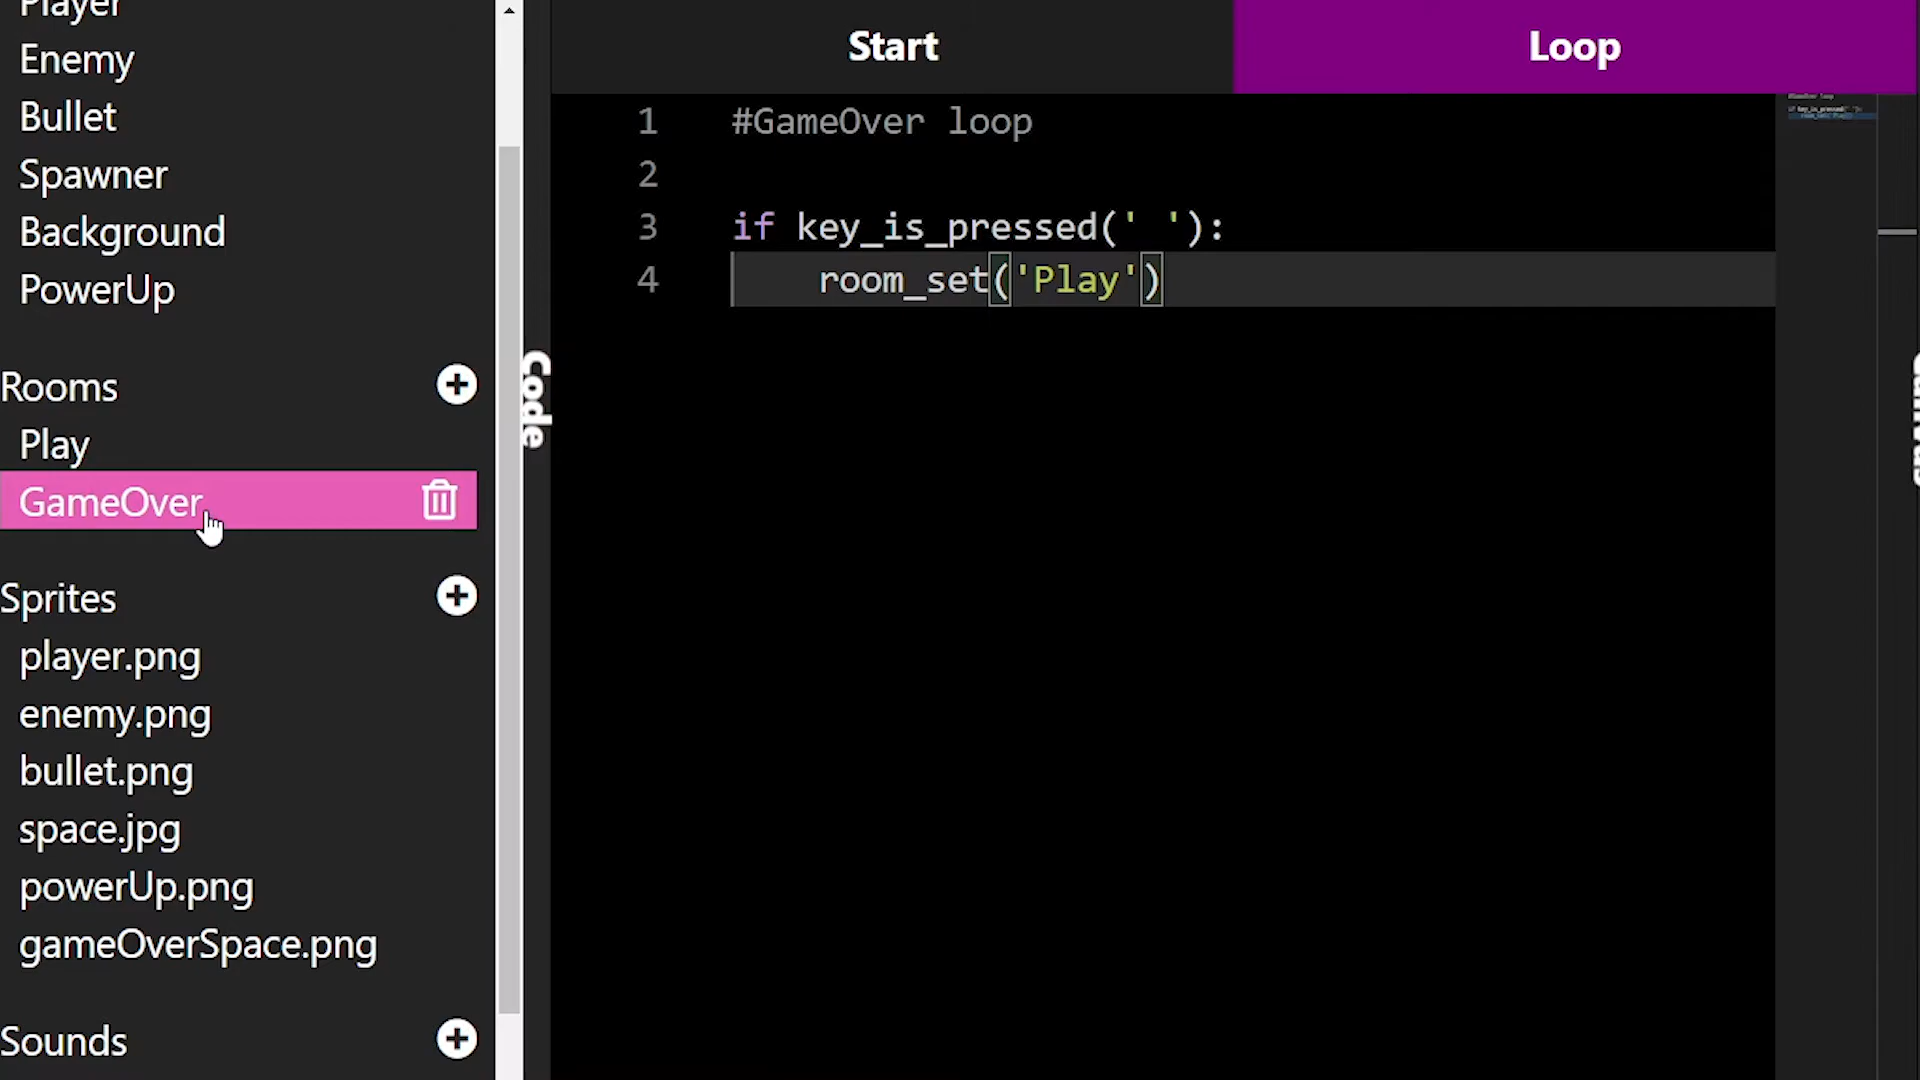 Player
Enemy
Bullet
Spawner
Background
PowerUp
Rooms
Play
GameOver
Sprites
player.png
enemy.png
bullet.png
space.jpg
powerUp.png
gameOverSpace.png
Sounds
Code
Start
Loop
1 #GameOver loop
2
3 if key_is_pressed(' '):
4 room_set('Play')